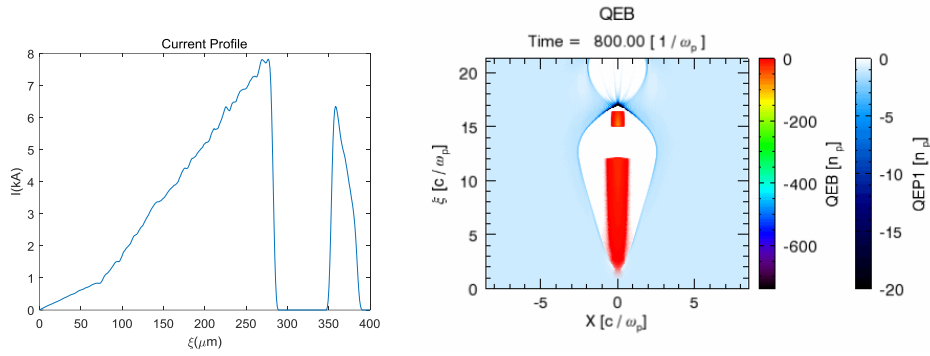 Current Profile
8
7
6
5
4
3
2
1
0
I(kA)
0 50 100 150 200 250 300 350 400
ξ(μm)
QEB
Time = 800.00 [ 1 / ω_p ]
20
15
10
5
0
ξ [c / ω_p]
-5 0 5
X [c / ω_p]
0
-200
-400
-600
QEB [n_p]
0
-5
-10
-15
-20
QEP1 [n_p]